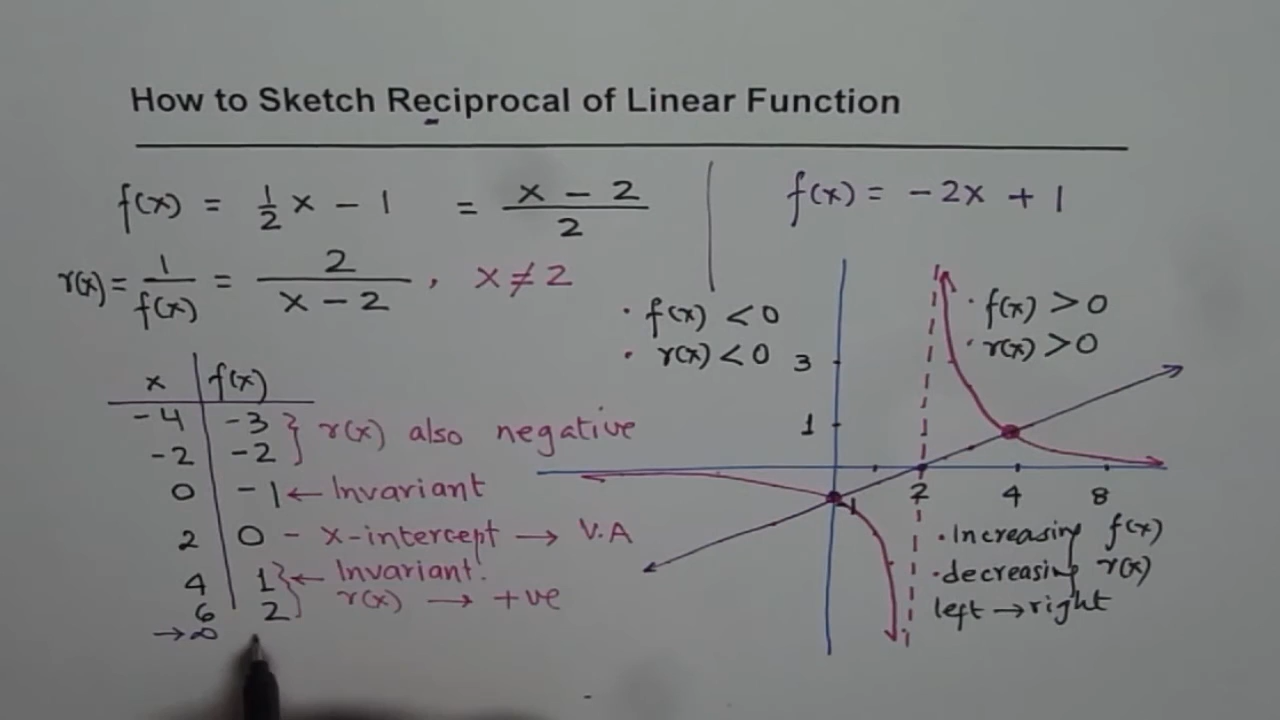 How to Sketch Reciprocal of Linear Function
f(x) = 1/2 x - 1 = x - 2 / 2
f(x) = -2x + 1
r(x) = 1/f(x) = 2/x - 2 , x ≠ 2
· f(x) < 0
· r(x) < 0
· f(x) > 0
· r(x) > 0
x f(x)
-4 -3
-2 -2
} r(x) also negative
0 -1 ← Invariant
2 0 - x-intercept → V.A
4 1 } ← Invariant.
6 2 r(x) → +ve
→ ∞
3
1
-1
2 4 8
· Increasing f(x)
· decreasing r(x)
left → right